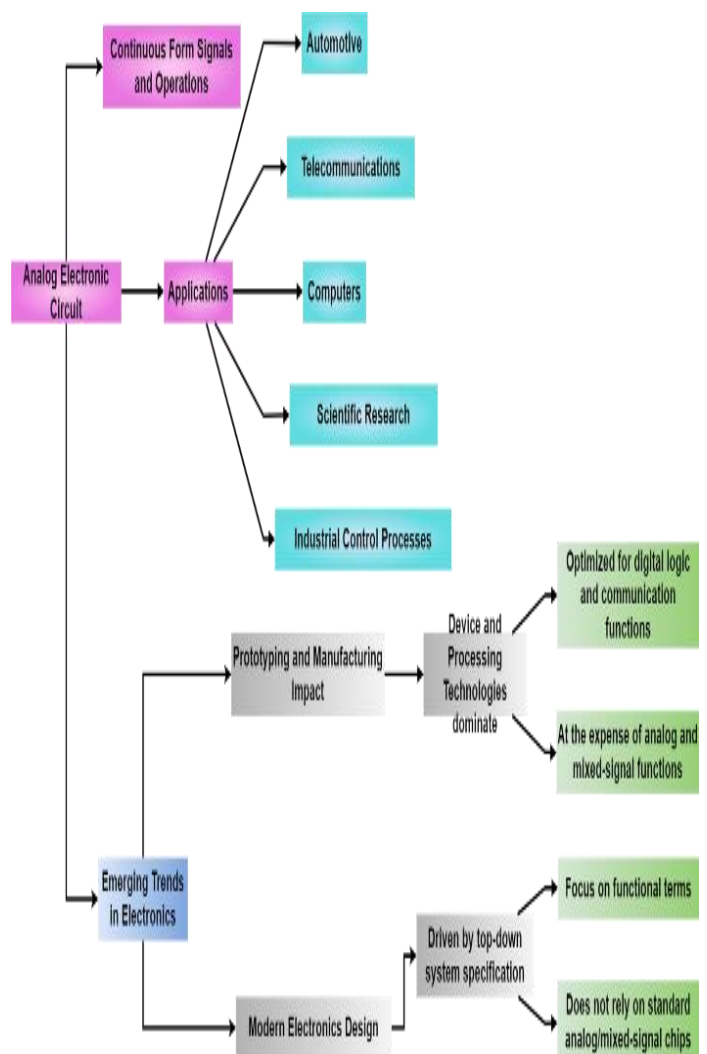 Continuous Form Signals
and Operations
Automotive
Telecommunications
Analog Electronic
Circuit
Applications
Computers
Scientific Research
Industrial Control Processes
Optimized for digital logic
and communication
functions
Prototyping and Manufacturing
Impact
Device and
Processing
Technologies
dominate
At the expense of analog and
mixed-signal functions
Emerging Trends
in Electronics
Focus on functional terms
Driven by top-down
system specification
Modern Electronics Design
Does not rely on standard
analog/mixed-signal chips